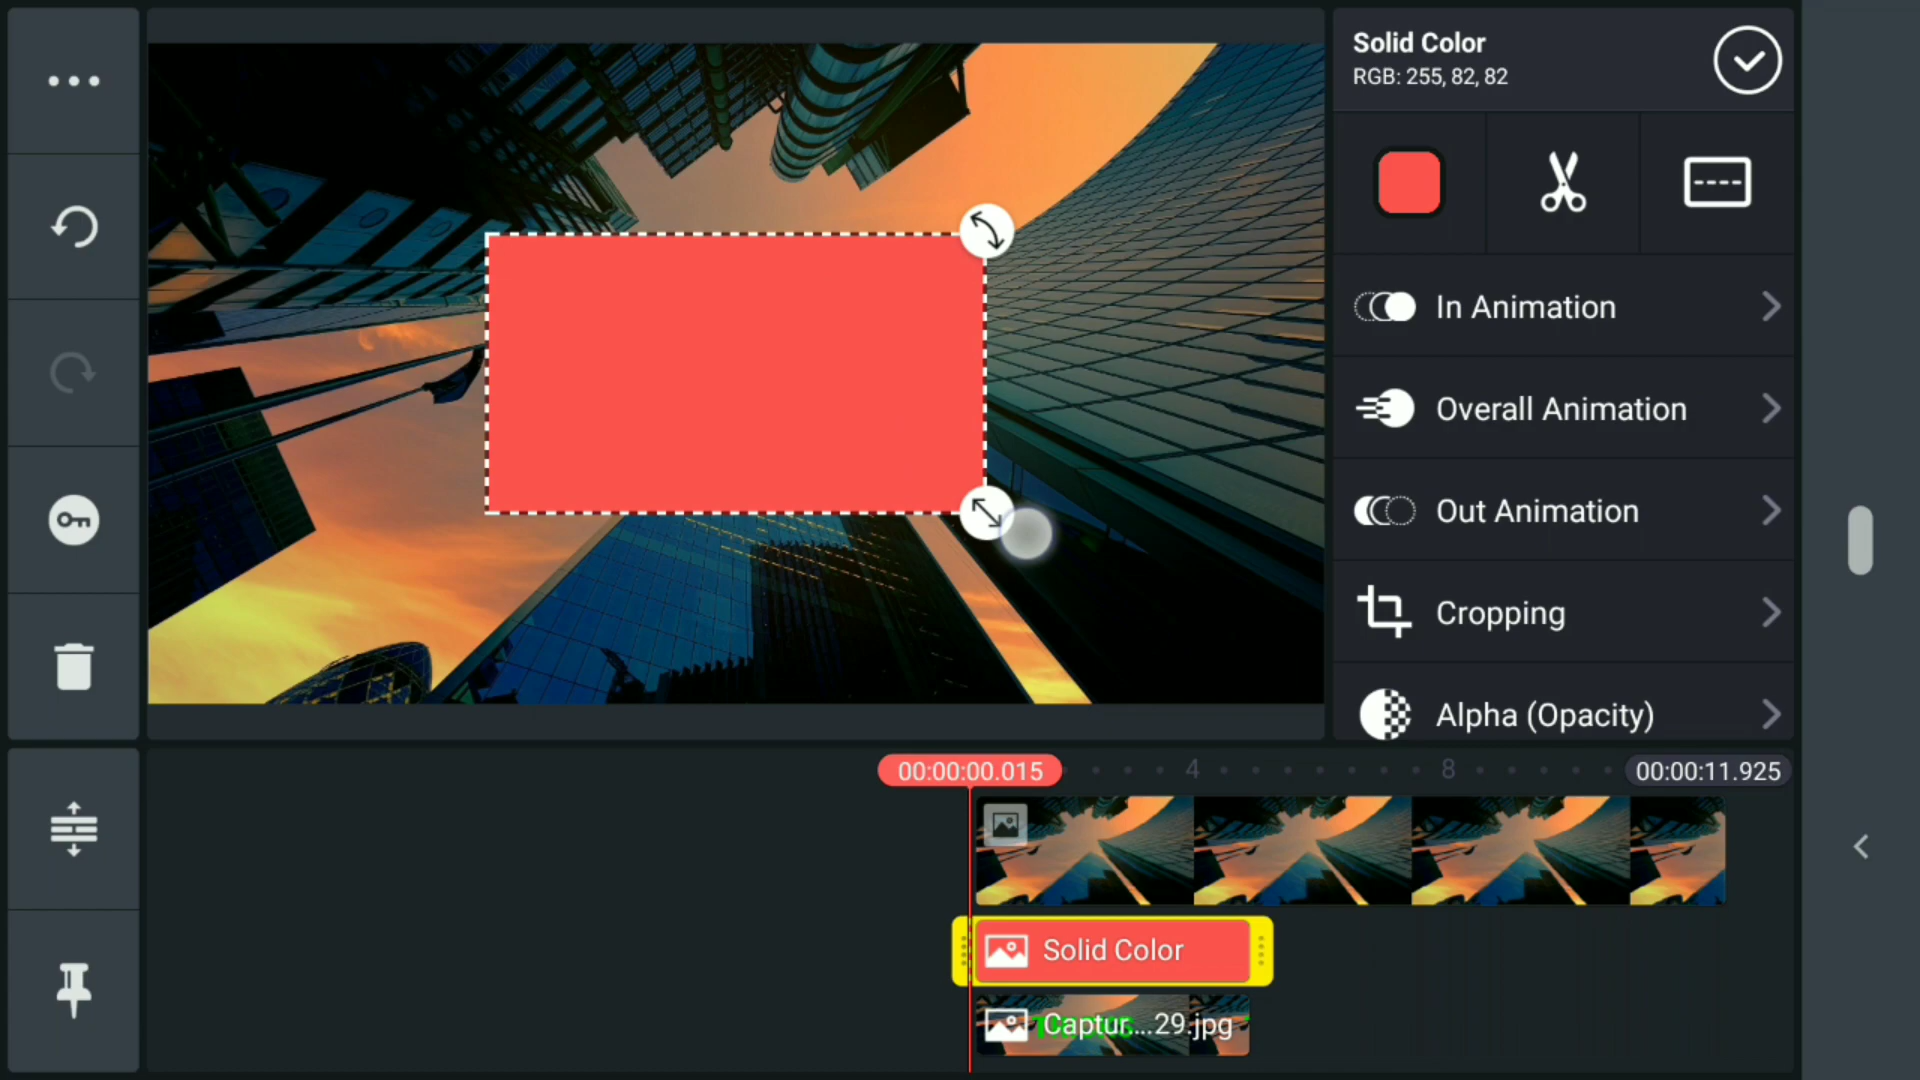 Solid Color
RGB: 255, 82, 82
In Animation
Overall Animation
Out Animation
Cropping
Alpha (Opacity)
00:00:00.015
4
8
00:00:11.925
Solid Color
Captur...29.jpg